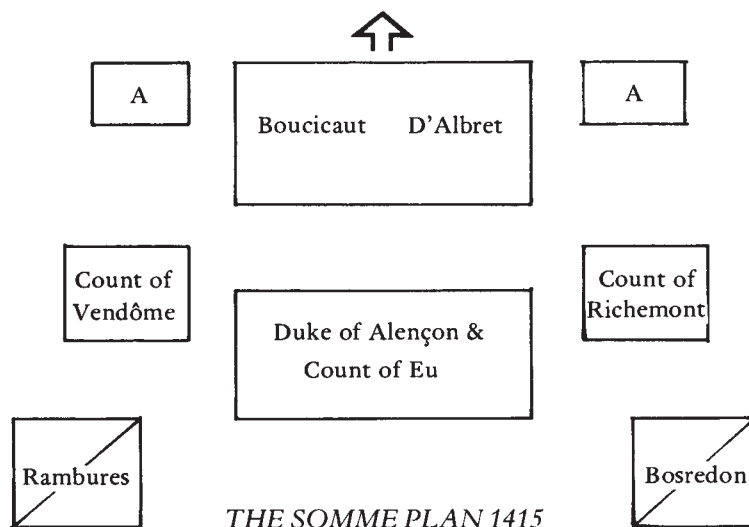 A
A
Boucicaut D'Albret
Count of
Vendôme
Count of
Richemont
Duke of Alençon &
Count of Eu
Rambures
Bosredon
THE SOMME PLAN 1415